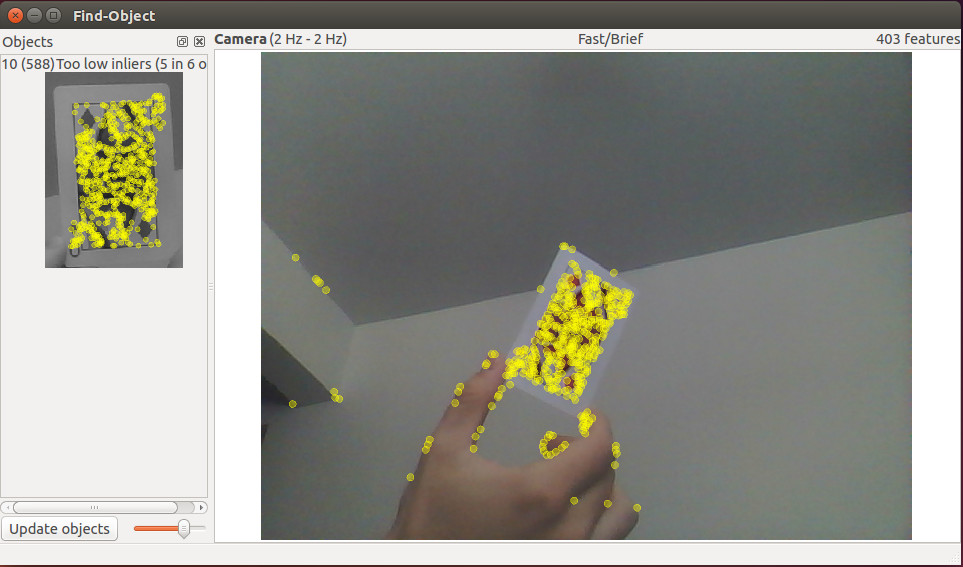 Find-Object
Objects
Camera (2 Hz - 2 Hz)
Fast/Brief
403 features
10 (588)Too low inliers (5 in 6 o
Update objects